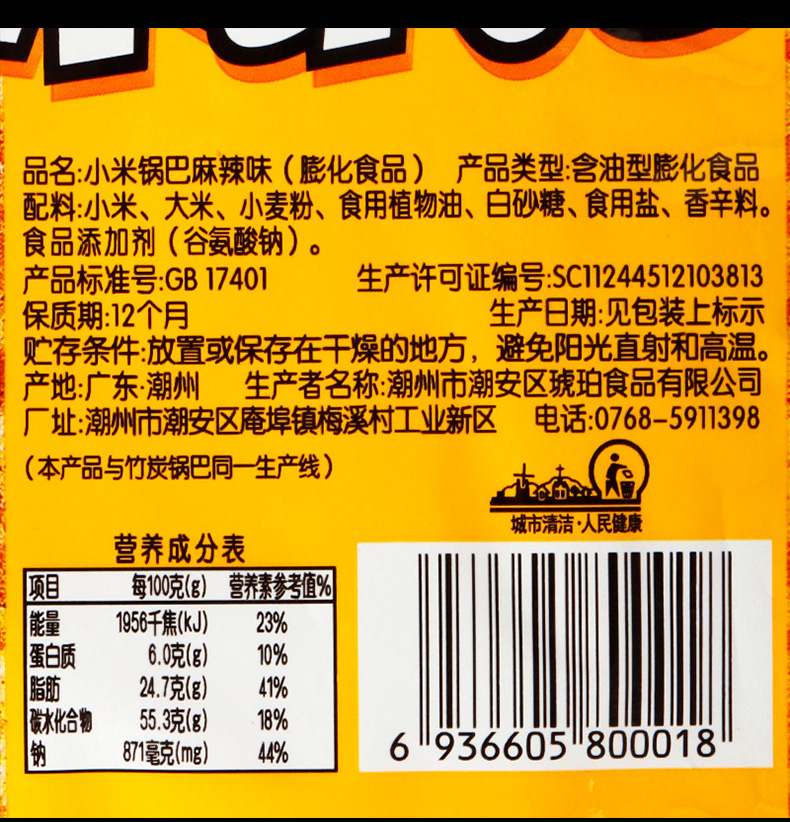 品名:小米锅巴麻辣味（膨化食品） 产品类型:含油型膨化食品
配料:小米、大米、小麦粉、食用植物油、白砂糖、食用盐、香辛料。
食品添加剂（谷氨酸钠）。
产品标准号:GB 17401 生产许可证编号:SC11244512103813
保质期:12个月 生产日期:见包装上标示
贮存条件:放置或保存在干燥的地方，避免阳光直射和高温。
产地:广东·潮州 生产者名称:潮州市潮安区琥珀食品有限公司
厂址:潮州市潮安区庵埠镇梅溪村工业新区 电话:0768-5911398
（本产品与竹炭锅巴同一生产线）
城市清洁·人民健康
营养成分表
项目 每100克(g) 营养素参考值%
能量 1956千焦(kJ) 23%
蛋白质 6.0克(g) 10%
脂肪 24.7克(g) 41%
碳水化合物 55.3克(g) 18%
钠 871毫克(mg) 44%
6 936605 800018